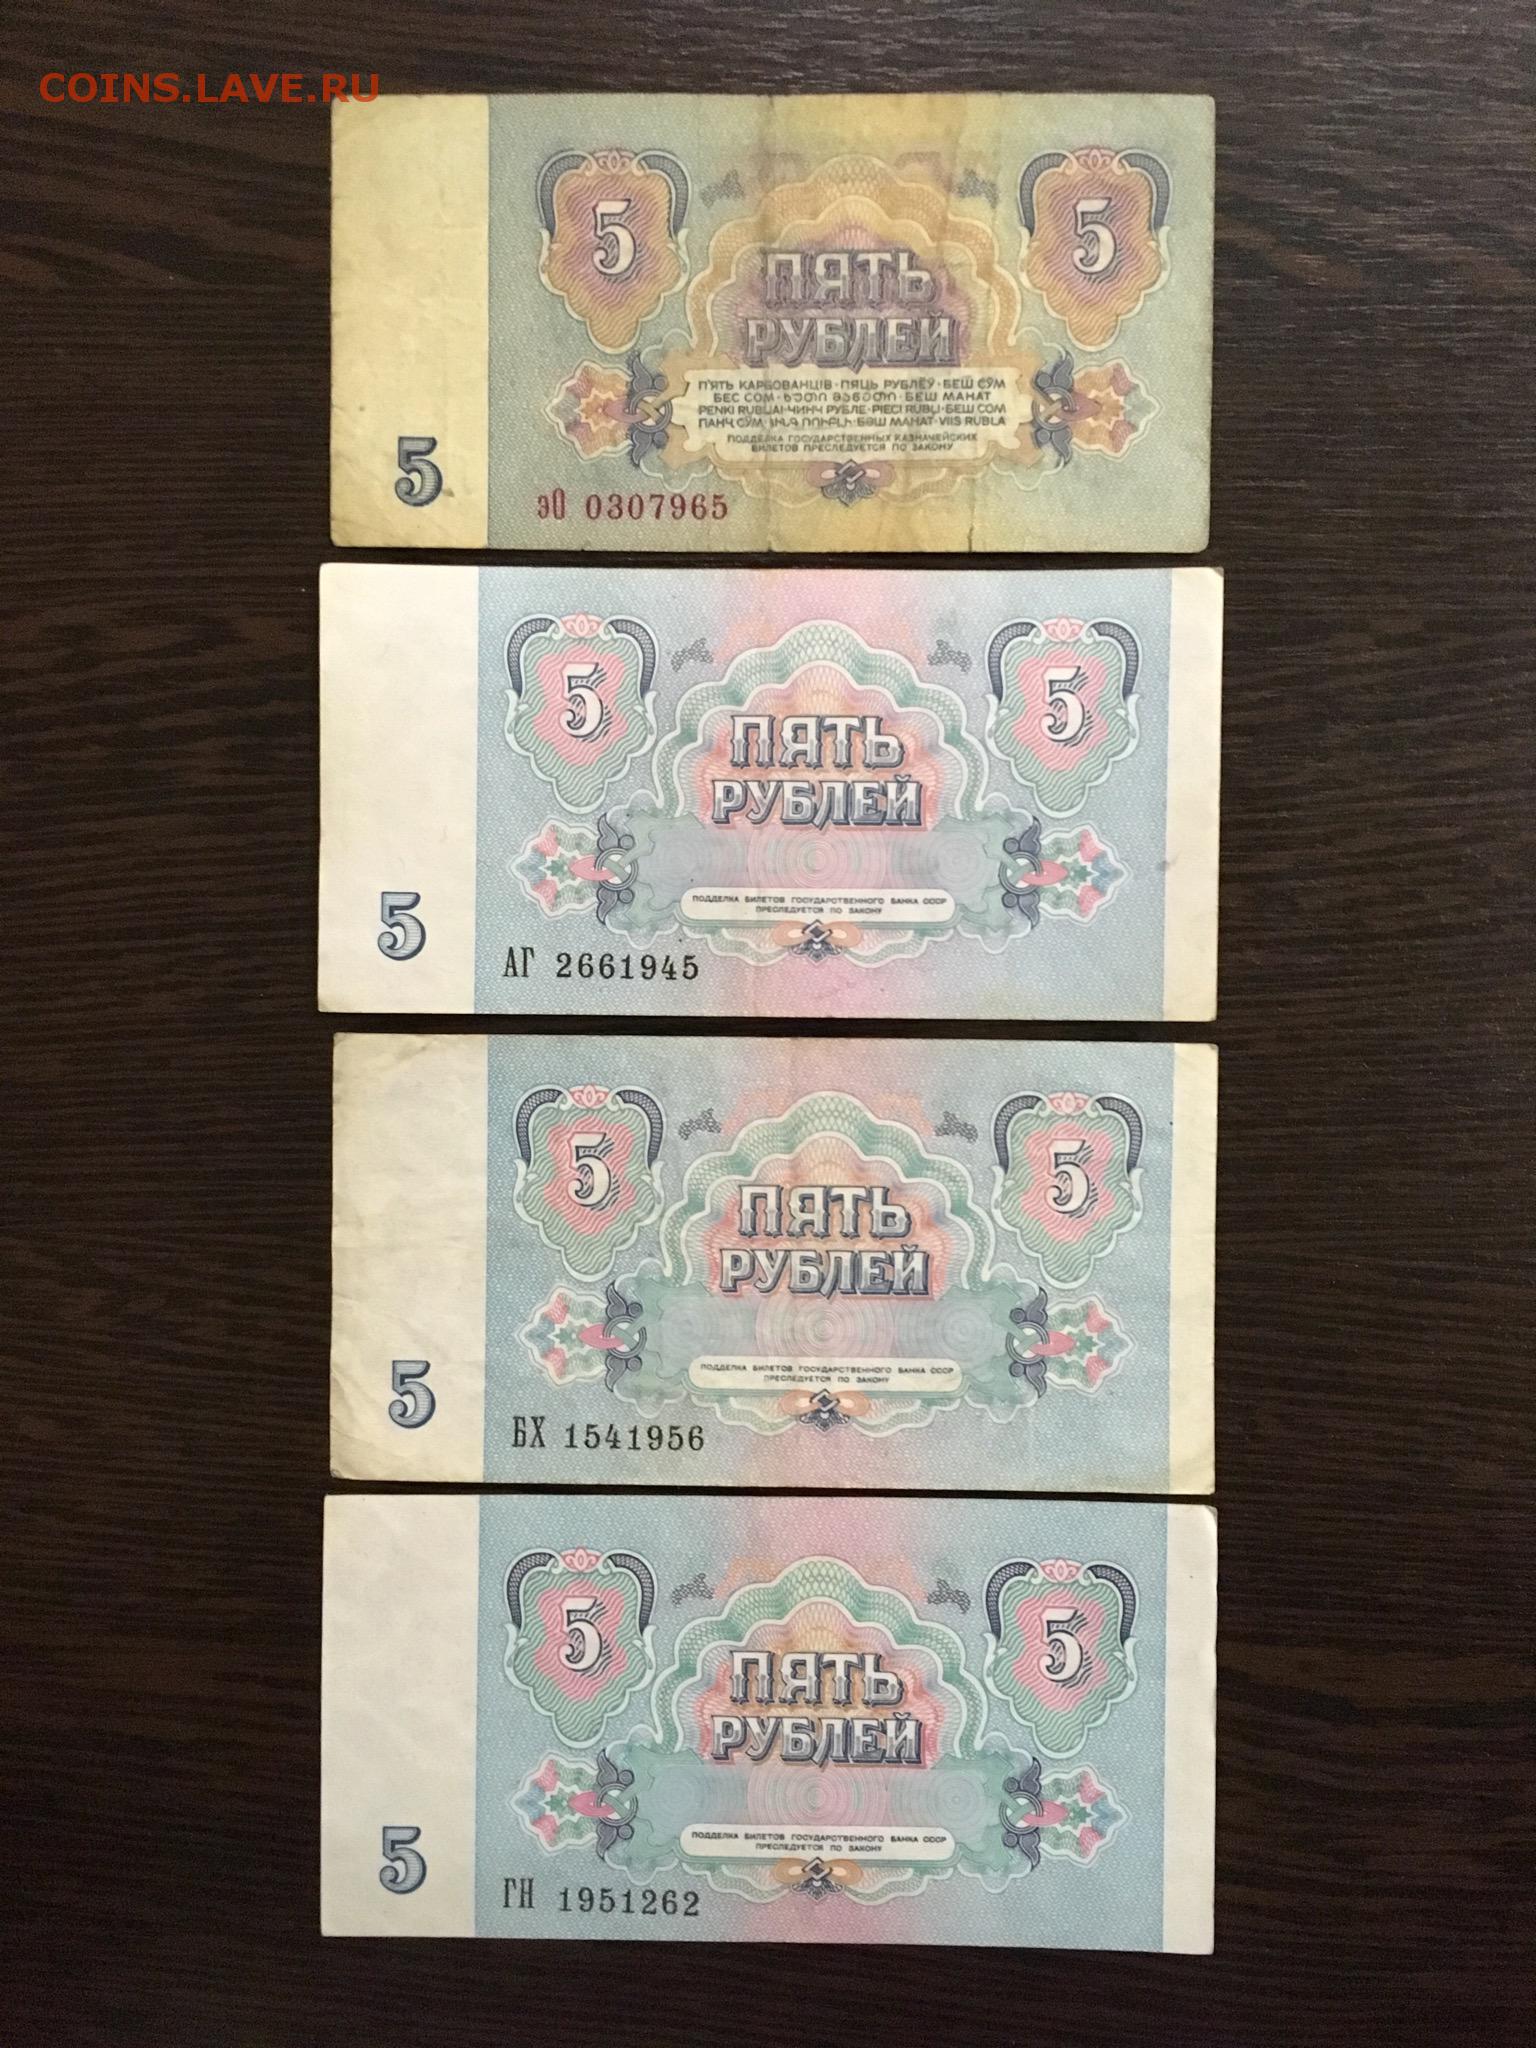 COINS.LAVE.RU
5 5
ПЯТЬ
РУБЛЕЙ
П'ЯТЬ КАРБОВАНЦІВ · ПЯЦЬ РУБЛЁЎ · БЕШ СЎМ
БЕС СОМ · ᲮᲣᲗᲘ ᲛᲐᲜᲔᲗᲘ · БЕШ МАНАТ
PENKI RUBLIAI · ЧИНЧ РУБЛЕ · PIECI RUBĻI · БЕШ СОМ
ПАНҶ СӮМ · ՀԻՆԳ ՌՈՒԲԼԻ · БӘШ МАНАТ · VIIS RUBLA
ПОДДЕЛКА ГОСУДАРСТВЕННЫХ КАЗНАЧЕЙСКИХ
БИЛЕТОВ ПРЕСЛЕДУЕТСЯ ПО ЗАКОНУ
5
эО 0307965
5 5
ПЯТЬ
РУБЛЕЙ
ПОДДЕЛКА БИЛЕТОВ ГОСУДАРСТВЕННОГО БАНКА СССР
ПРЕСЛЕДУЕТСЯ ПО ЗАКОНУ
5
АГ 2661945
5 5
ПЯТЬ
РУБЛЕЙ
ПОДДЕЛКА БИЛЕТОВ ГОСУДАРСТВЕННОГО БАНКА СССР
ПРЕСЛЕДУЕТСЯ ПО ЗАКОНУ
5
БХ 1541956
5 5
ПЯТЬ
РУБЛЕЙ
ПОДДЕЛКА БИЛЕТОВ ГОСУДАРСТВЕННОГО БАНКА СССР
ПРЕСЛЕДУЕТСЯ ПО ЗАКОНУ
5
ГН 1951262